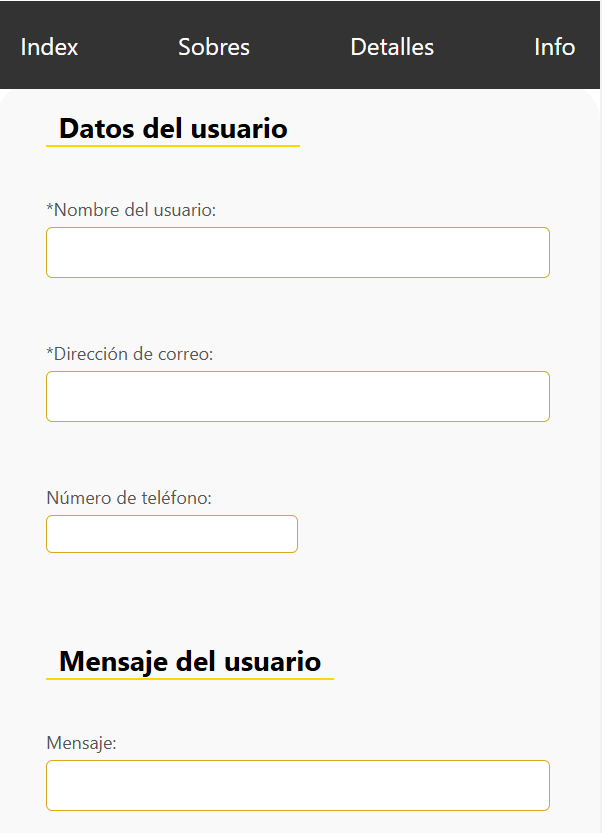 Index Sobres Detalles Info
Datos del usuario
*Nombre del usuario:
*Dirección de correo:
Número de teléfono:
Mensaje del usuario
Mensaje: